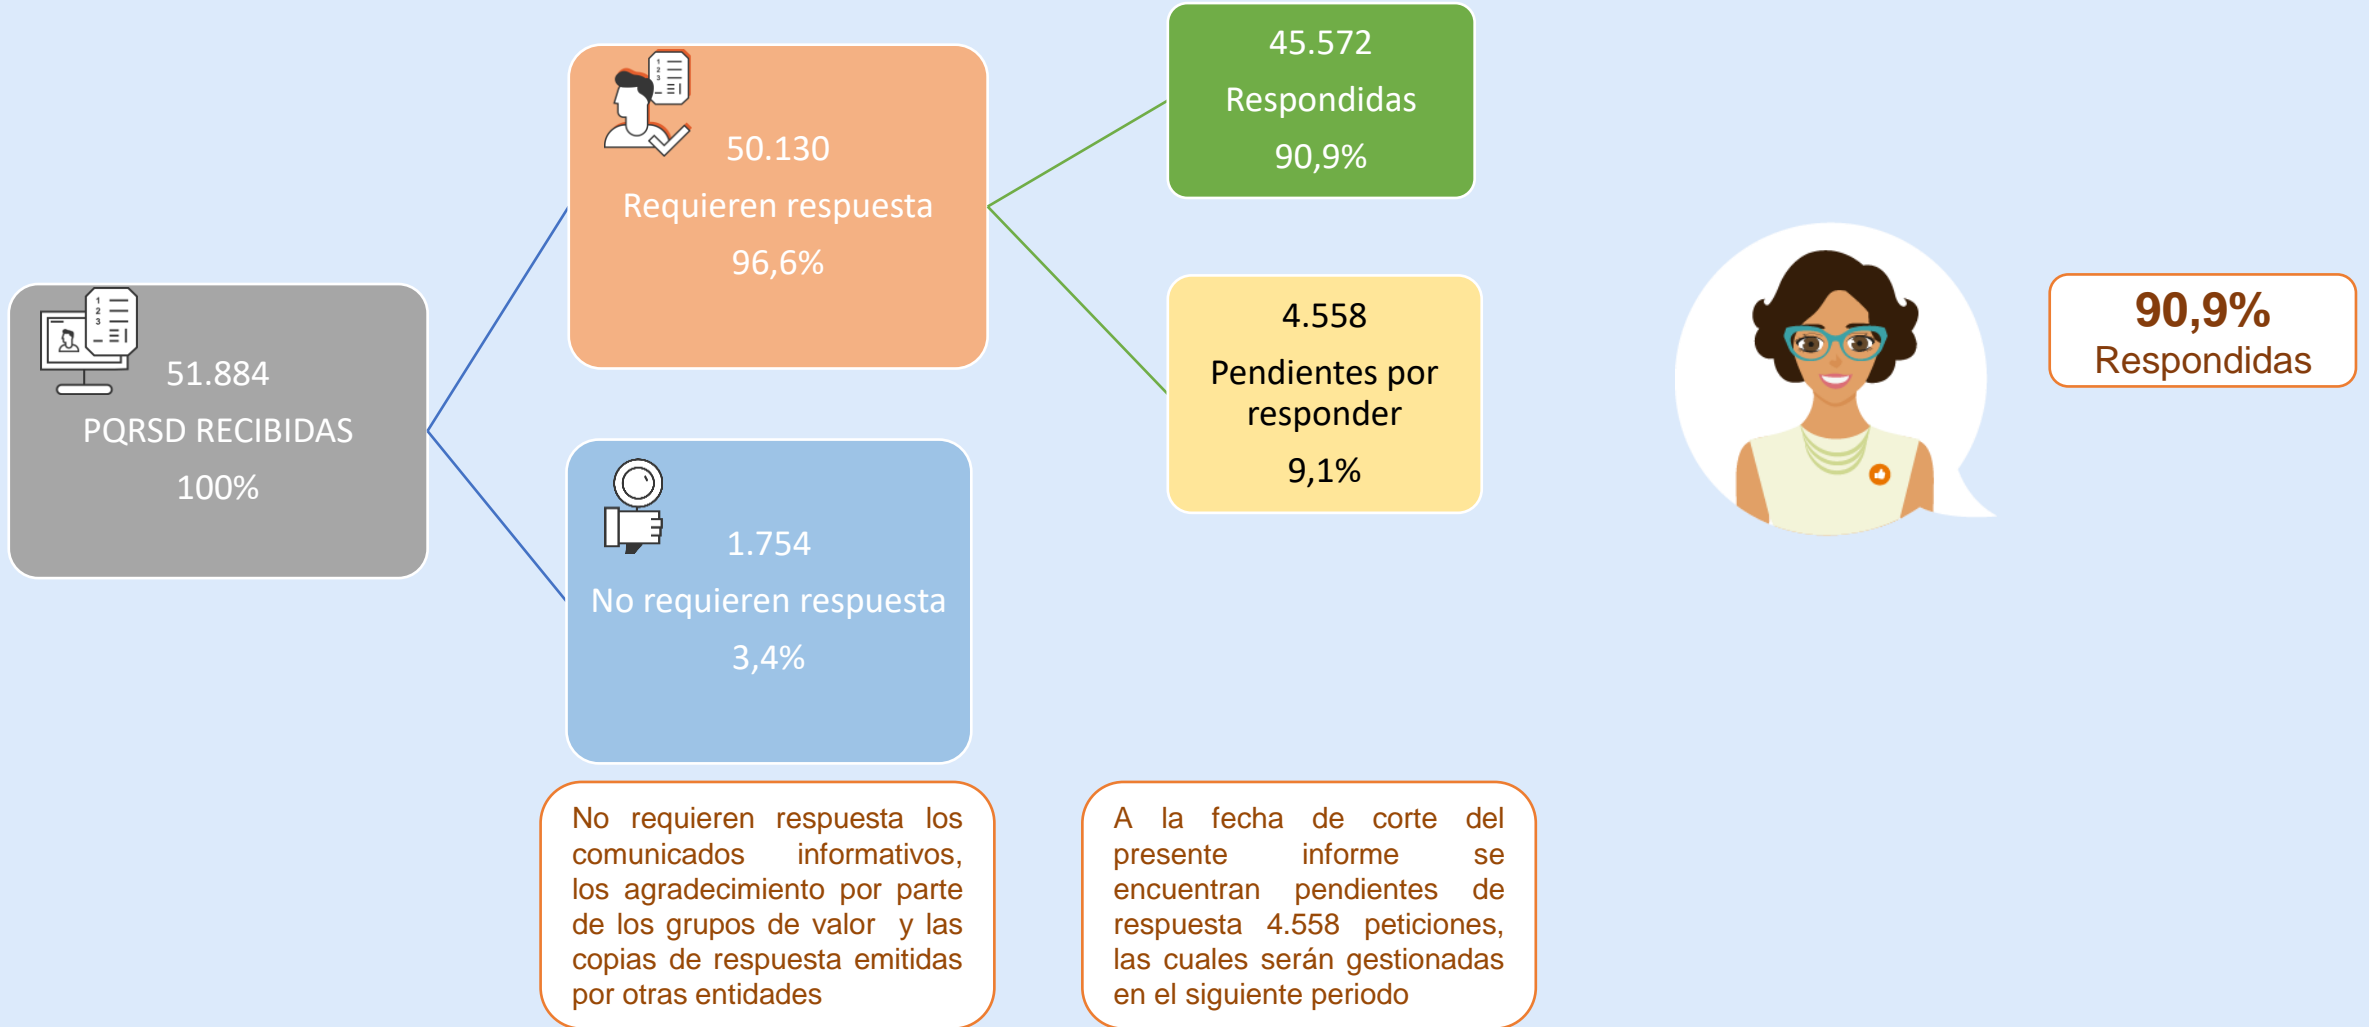 51.884
PQRSD RECIBIDAS
100%
50.130
Requieren respuesta
96,6%
1.754
No requieren respuesta
3,4%
45.572
Respondidas
90,9%
4.558
Pendientes por
responder
9,1%
90,9%
Respondidas
No requieren respuesta los
comunicados informativos,
los agradecimiento por parte
de los grupos de valor y las
copias de respuesta emitidas
por otras entidades
A la fecha de corte del
presente informe se
encuentran pendientes de
respuesta 4.558 peticiones,
las cuales serán gestionadas
en el siguiente periodo